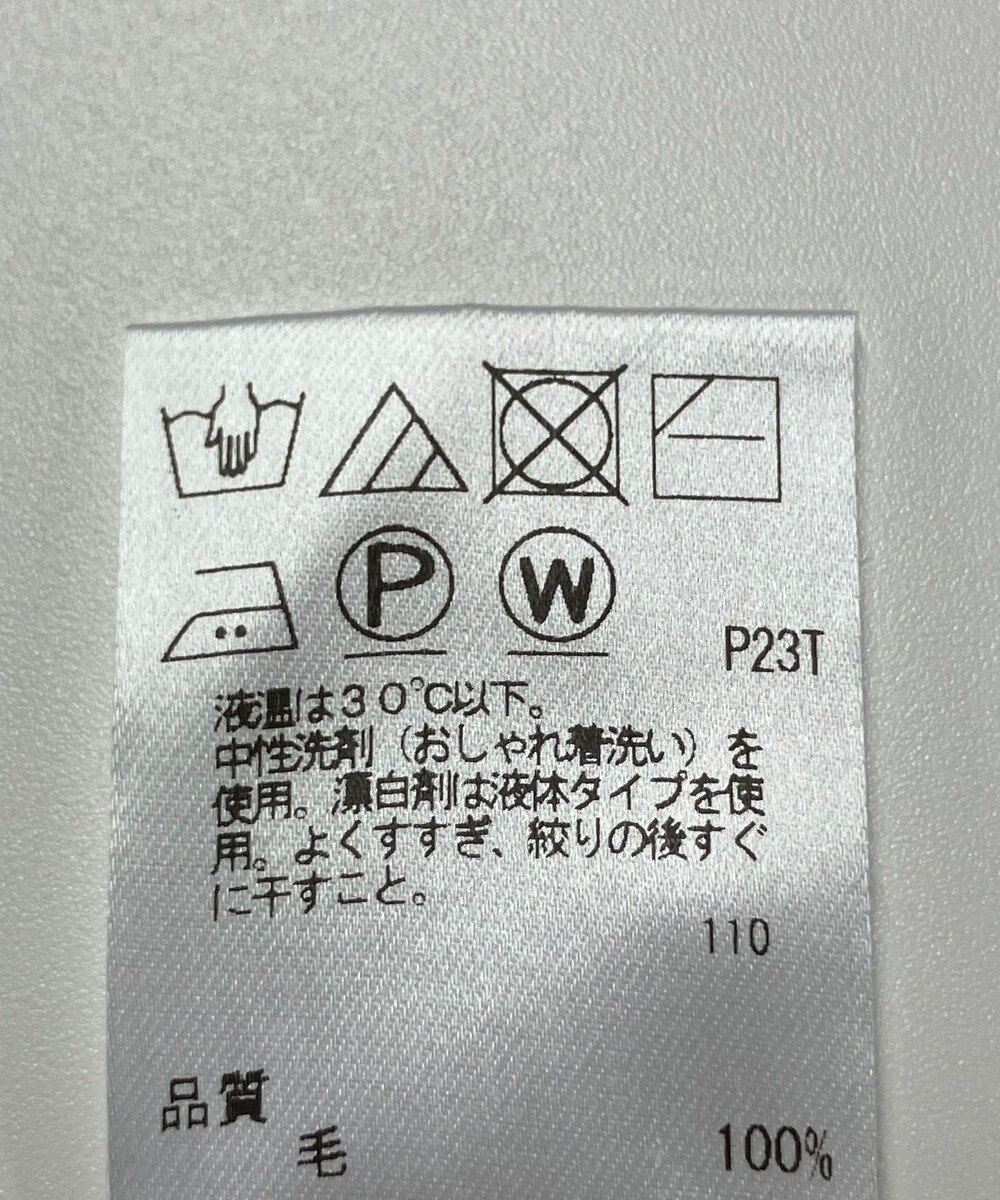 P
W
P23T
液温は30℃以下。
中性洗剤（おしゃれ着洗い）を
使用。漂白剤は液体タイプを使
用。よくすすぎ、絞りの後すぐ
に干すこと。
110
品質
毛 100%